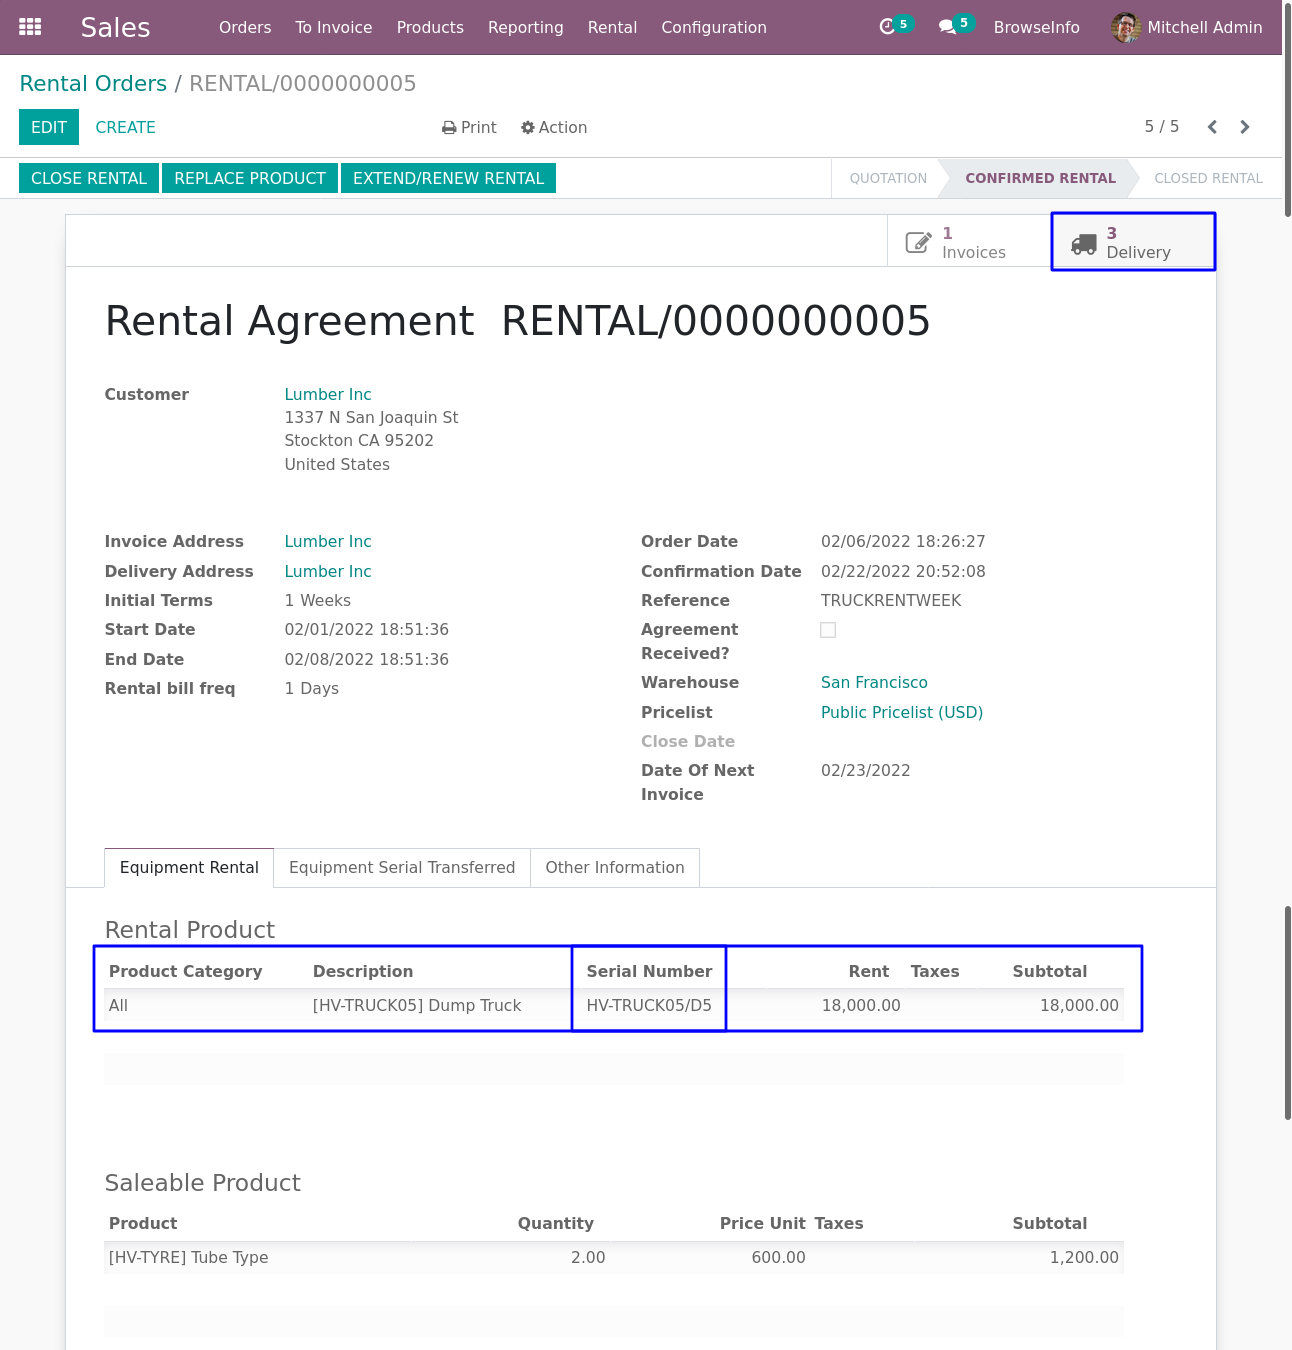 Sales Orders To Invoice Products Reporting Rental Configuration 5 5 BrowseInfo Mitchell Admin
Rental Orders / RENTAL/0000000005
EDIT CREATE Print Action 5 / 5
CLOSE RENTAL REPLACE PRODUCT EXTEND/RENEW RENTAL QUOTATION CONFIRMED RENTAL CLOSED RENTAL
1 Invoices
3 Delivery
Rental Agreement RENTAL/0000000005
Customer Lumber Inc
1337 N San Joaquin St
Stockton CA 95202
United States
Invoice Address Lumber Inc
Delivery Address Lumber Inc
Initial Terms 1 Weeks
Start Date 02/01/2022 18:51:36
End Date 02/08/2022 18:51:36
Rental bill freq 1 Days
Order Date 02/06/2022 18:26:27
Confirmation Date 02/22/2022 20:52:08
Reference TRUCKRENTWEEK
Agreement
Received?
Warehouse San Francisco
Pricelist Public Pricelist (USD)
Close Date
Date Of Next 02/23/2022
Invoice
Equipment Rental Equipment Serial Transferred Other Information
Rental Product
Product Category Description Serial Number Rent Taxes Subtotal
All [HV-TRUCK05] Dump Truck HV-TRUCK05/D5 18,000.00 18,000.00
Saleable Product
Product Quantity Price Unit Taxes Subtotal
[HV-TYRE] Tube Type 2.00 600.00 1,200.00